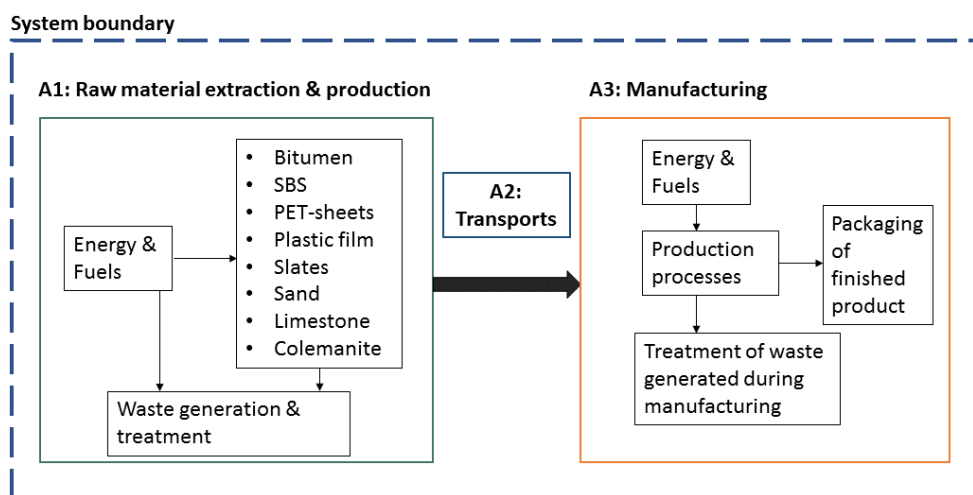 System boundary
A1: Raw material extraction & production
Energy &
Fuels
• Bitumen
• SBS
• PET-sheets
• Plastic film
• Slates
• Sand
• Limestone
• Colemanite
Waste generation &
treatment
A2:
Transports
A3: Manufacturing
Energy &
Fuels
Production
processes
Packaging
of
finished
product
Treatment of waste
generated during
manufacturing